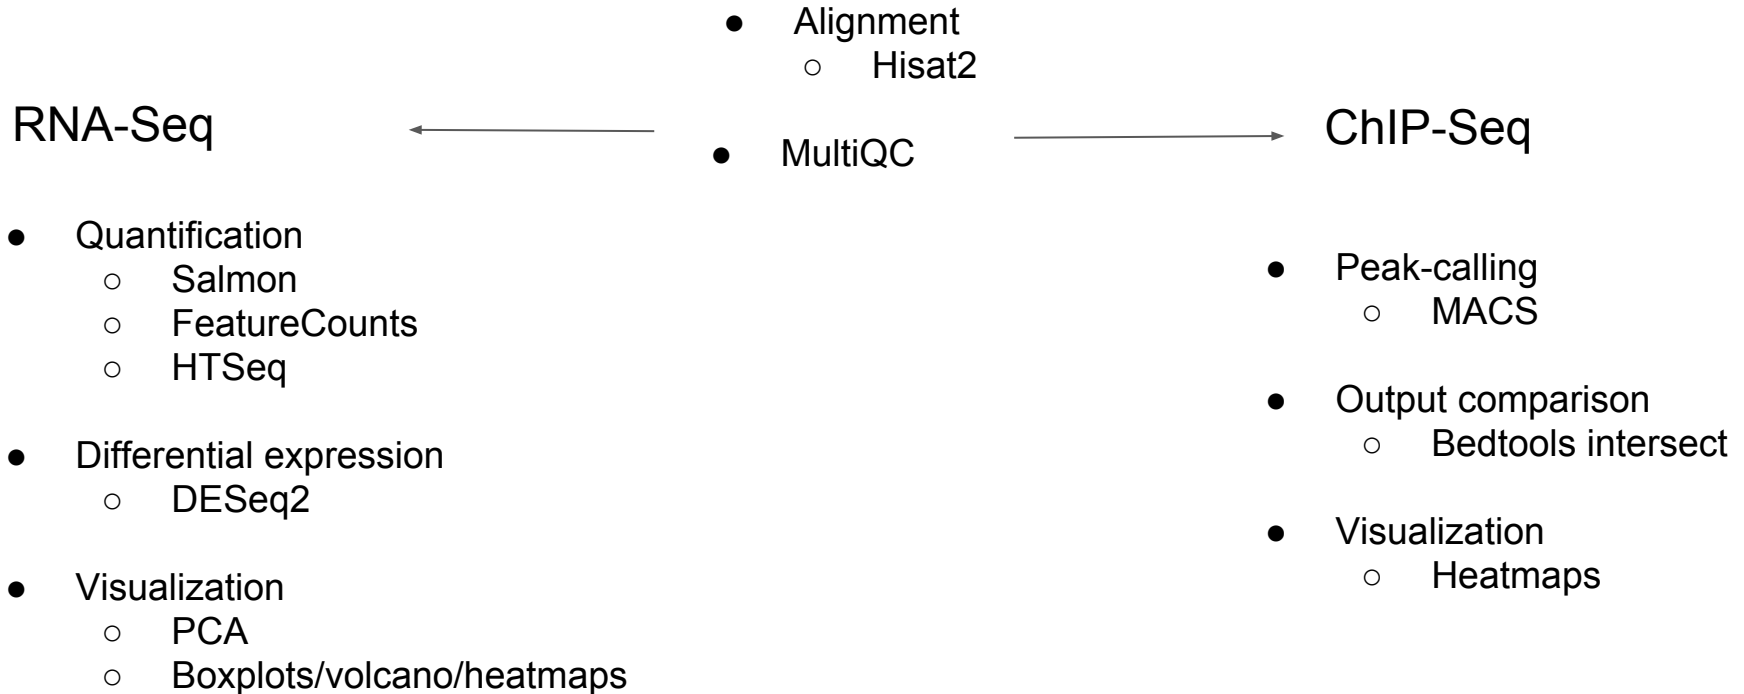 ● Alignment
○ Hisat2
● MultiQC
RNA-Seq
● Quantification
○ Salmon
○ FeatureCounts
○ HTSeq
● Differential expression
○ DESeq2
● Visualization
○ PCA
○ Boxplots/volcano/heatmaps
ChIP-Seq
● Peak-calling
○ MACS
● Output comparison
○ Bedtools intersect
● Visualization
○ Heatmaps